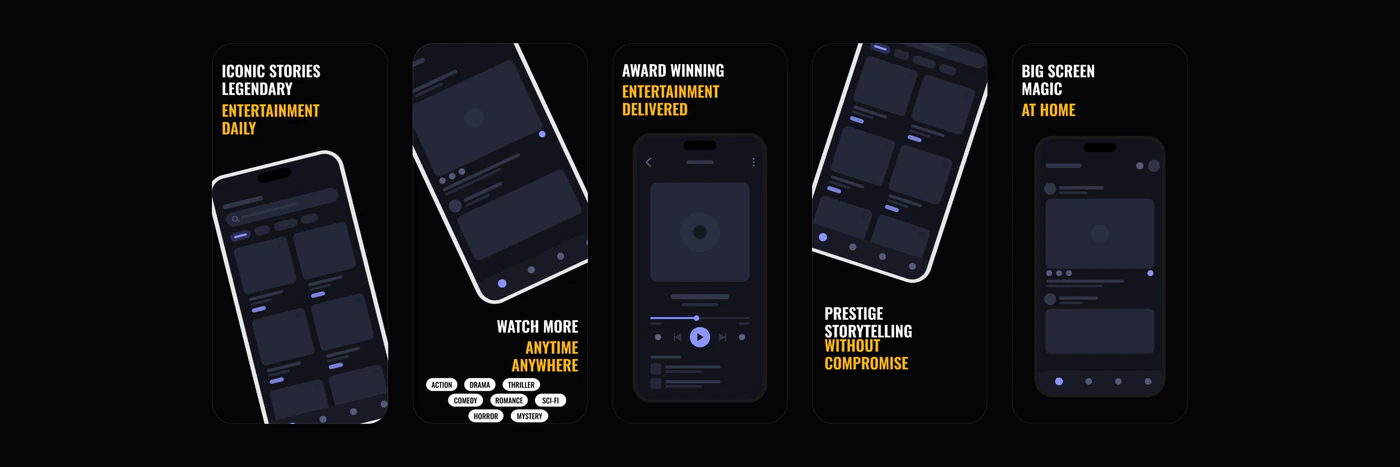 ICONIC STORIES
LEGENDARY
ENTERTAINMENT
DAILY
WATCH MORE
ANYTIME
ANYWHERE
ACTION DRAMA THRILLER
COMEDY ROMANCE SCI-FI
HORROR MYSTERY
AWARD WINNING
ENTERTAINMENT
DELIVERED
PRESTIGE
STORYTELLING
WITHOUT
COMPROMISE
BIG SCREEN
MAGIC
AT HOME